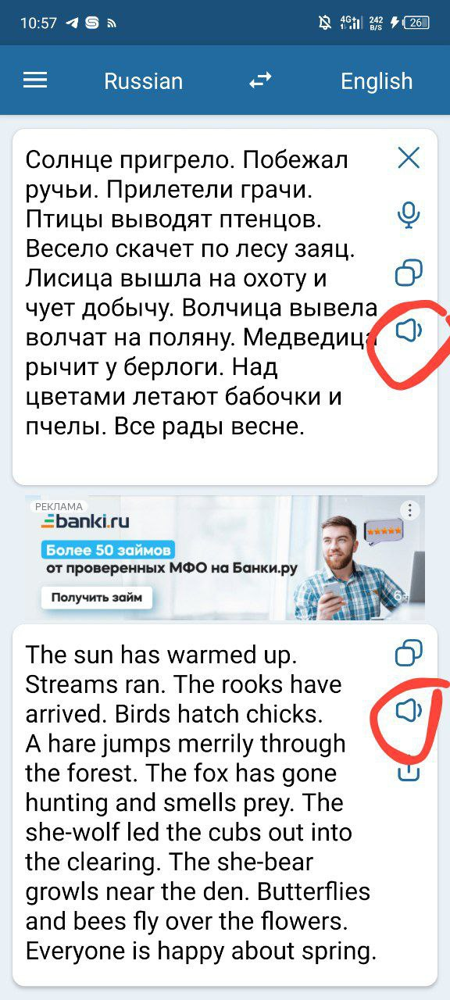 10:57
4G+
242
B/S
26
Russian
English
Солнце пригрело. Побежал
ручьи. Прилетели грачи.
Птицы выводят птенцов.
Весело скачет по лесу заяц.
Лисица вышла на охоту и
чует добычу. Волчица вывела
волчат на поляну. Медведица
рычит у берлоги. Над
цветами летают бабочки и
пчелы. Все рады весне.
РЕКЛАМА
banki.ru
Более 50 займов
от проверенных МФО на Банки.ру
Получить займ
The sun has warmed up.
Streams ran. The rooks have
arrived. Birds hatch chicks.
A hare jumps merrily through
the forest. The fox has gone
hunting and smells prey. The
she-wolf led the cubs out into
the clearing. The she-bear
growls near the den. Butterflies
and bees fly over the flowers.
Everyone is happy about spring.